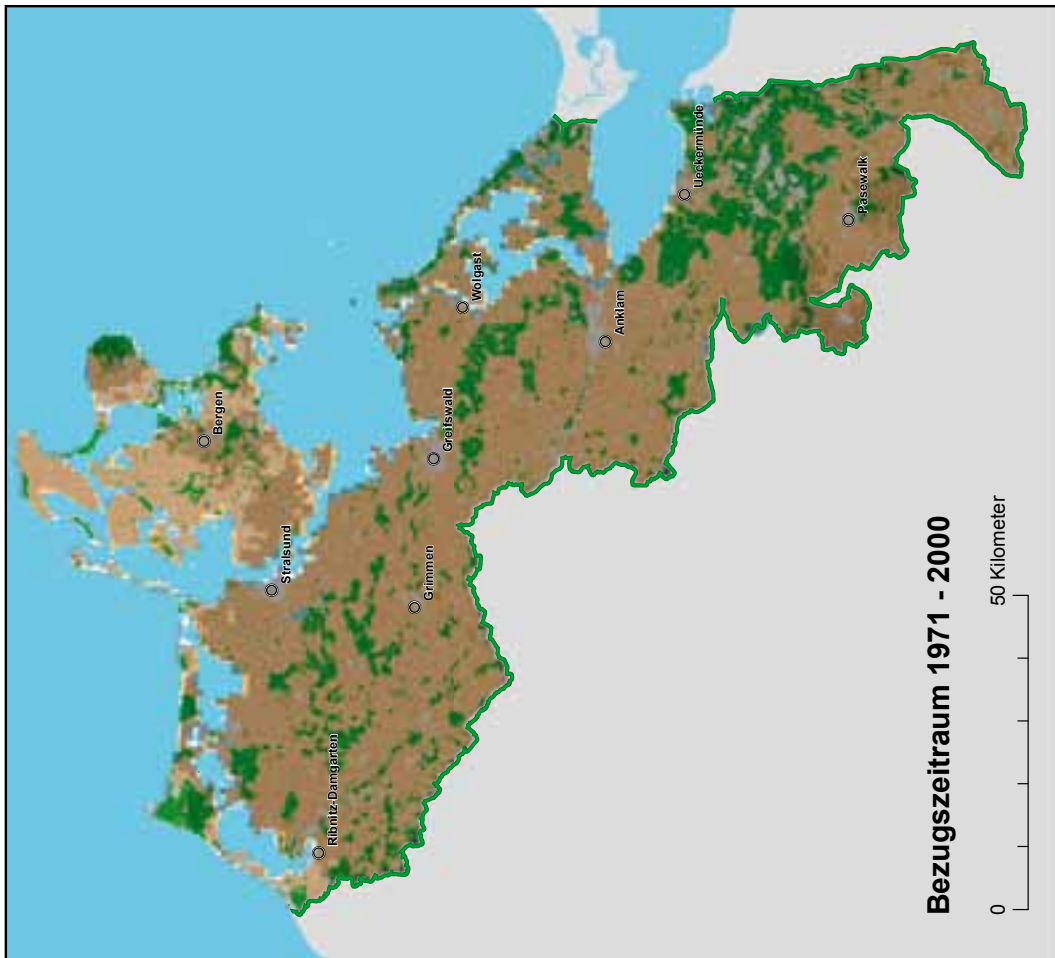 Bergen
Stralsund
Ribnitz-Damgarten
Grimmen
Greifswald
Wolgast
Anklam
Ueckermünde
Pasewalk
Bezugszeitraum 1971 - 2000
0 50 Kilometer